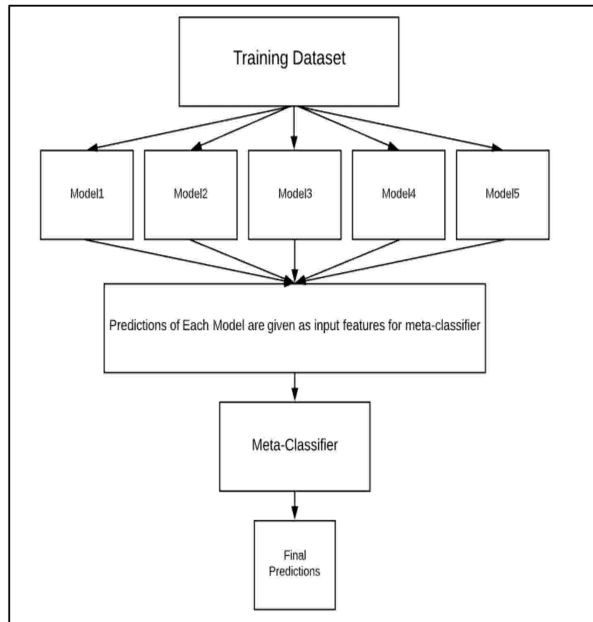 Training Dataset
Model1
Model2
Model3
Model4
Model5
Predictions of Each Model are given as input features for meta-classifier
Meta-Classifier
Final
Predictions